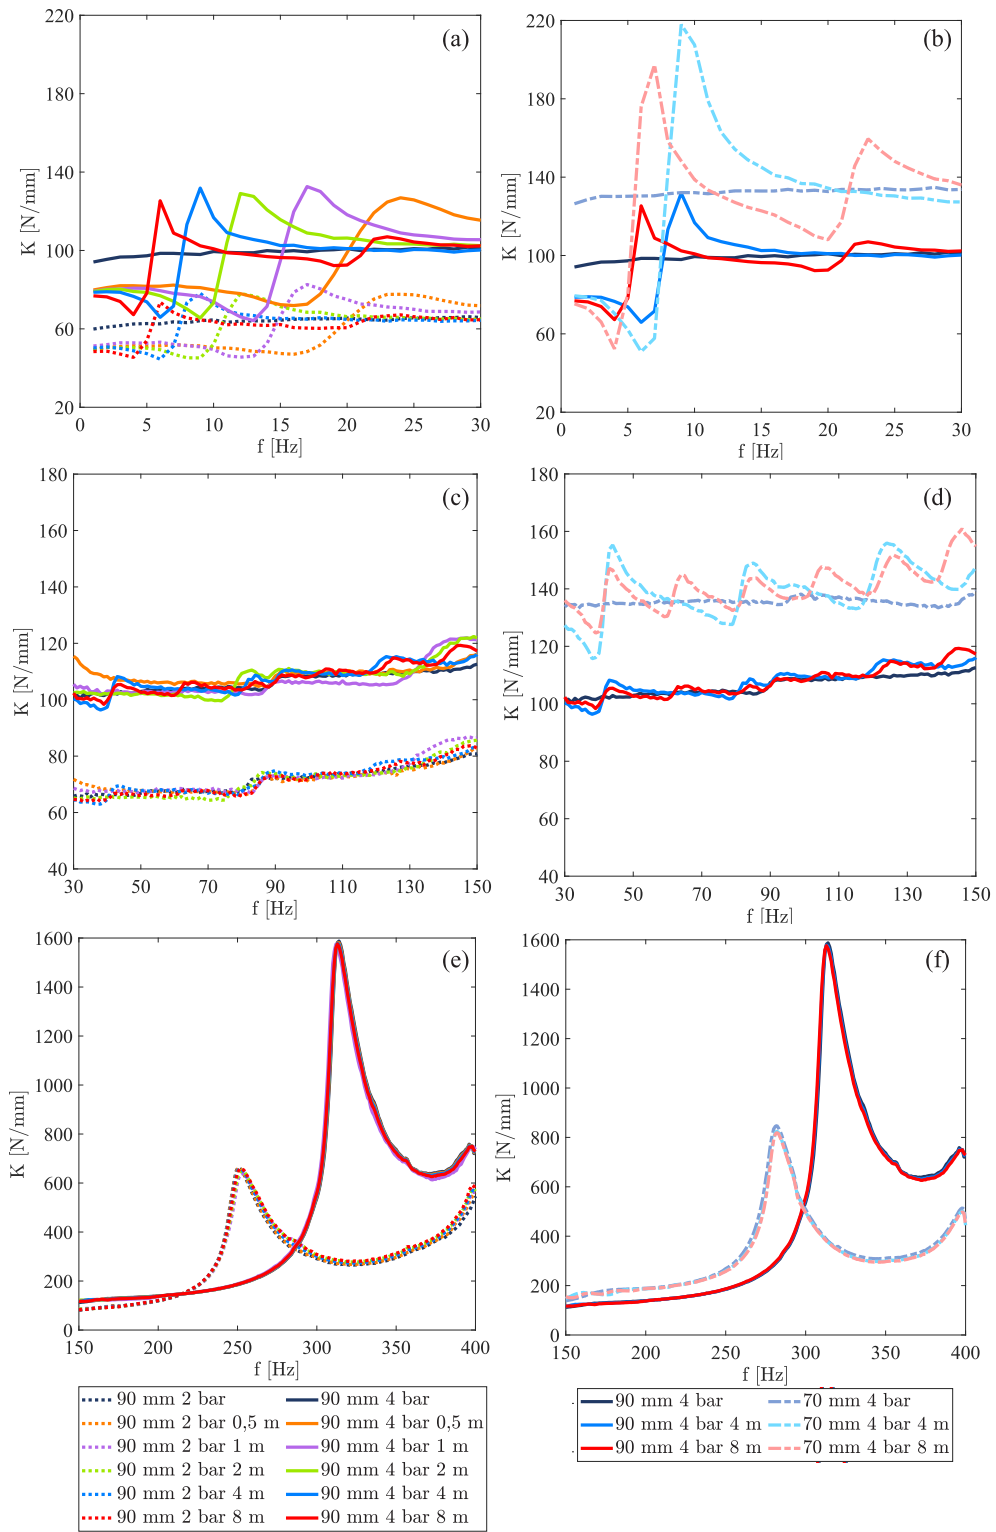 220
180
140
100
60
20
K [N/mm]
(a)
0 5 10 15 20 25 30
f [Hz]
220
180
140
100
60
20
K [N/mm]
(b)
0 5 10 15 20 25 30
f [Hz]
180
160
140
120
100
80
60
40
K [N/mm]
(c)
30 50 70 90 110 130 150
f [Hz]
180
160
140
120
100
80
60
40
K [N/mm]
(d)
30 50 70 90 110 130 150
f [Hz]
1600
1400
1200
1000
800
600
400
200
0
K [N/mm]
(e)
150 200 250 300 350 400
f [Hz]
1600
1400
1200
1000
800
600
400
200
0
K [N/mm]
(f)
150 200 250 300 350 400
f [Hz]
90 mm 2 bar
90 mm 2 bar 0,5 m
90 mm 2 bar 1 m
90 mm 2 bar 2 m
90 mm 2 bar 4 m
90 mm 2 bar 8 m
90 mm 4 bar
90 mm 4 bar 0,5 m
90 mm 4 bar 1 m
90 mm 4 bar 2 m
90 mm 4 bar 4 m
90 mm 4 bar 8 m
90 mm 4 bar
90 mm 4 bar 4 m
90 mm 4 bar 8 m
70 mm 4 bar
70 mm 4 bar 4 m
70 mm 4 bar 8 m